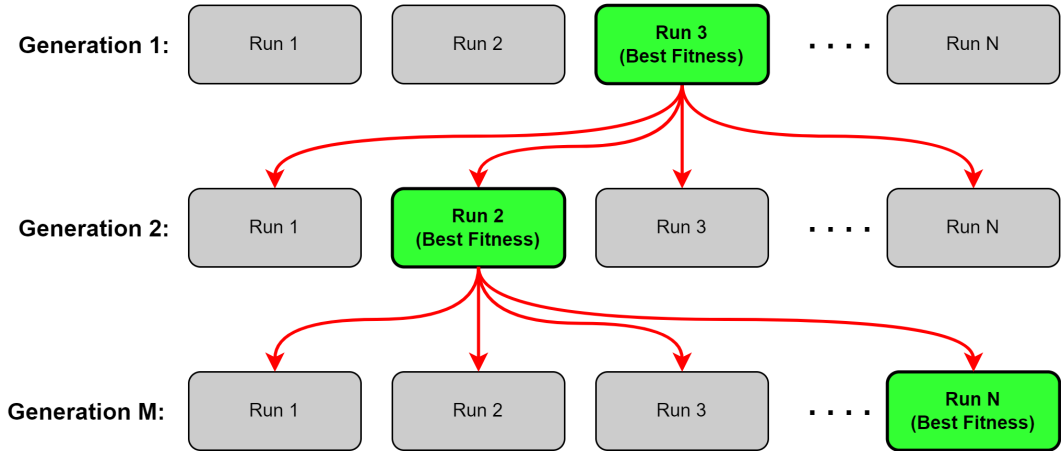 Generation 1:
Run 1
Run 2
Run 3
(Best Fitness)
. . . .
Run N
Generation 2:
Run 1
Run 2
(Best Fitness)
Run 3
. . . .
Run N
Generation M:
Run 1
Run 2
Run 3
. . . .
Run N
(Best Fitness)